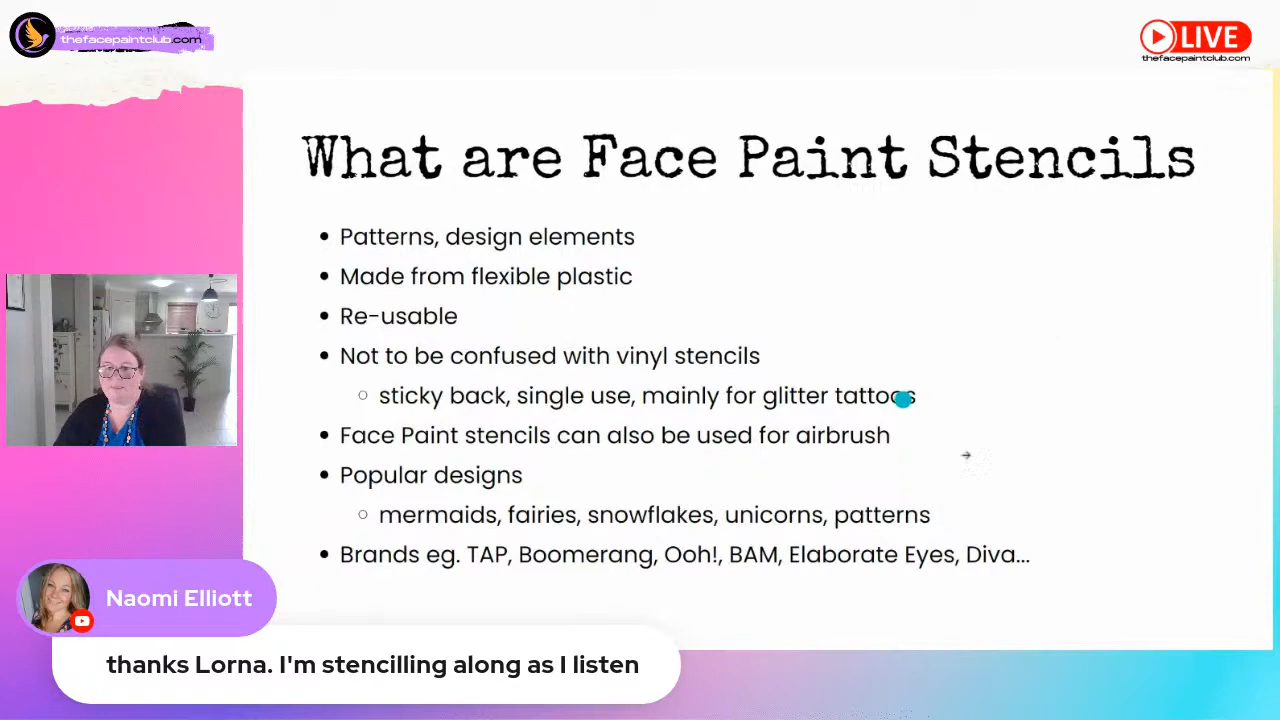 thefacepaintclub.com
LIVE
thefacepaintclub.com
What are Face Paint Stencils
• Patterns, design elements
• Made from flexible plastic
• Re-usable
• Not to be confused with vinyl stencils
○ sticky back, single use, mainly for glitter tattoos
• Face Paint stencils can also be used for airbrush
• Popular designs
○ mermaids, fairies, snowflakes, unicorns, patterns
• Brands eg. TAP, Boomerang, Ooh!, BAM, Elaborate Eyes, Diva...
Naomi Elliott
thanks Lorna. I'm stencilling along as I listen